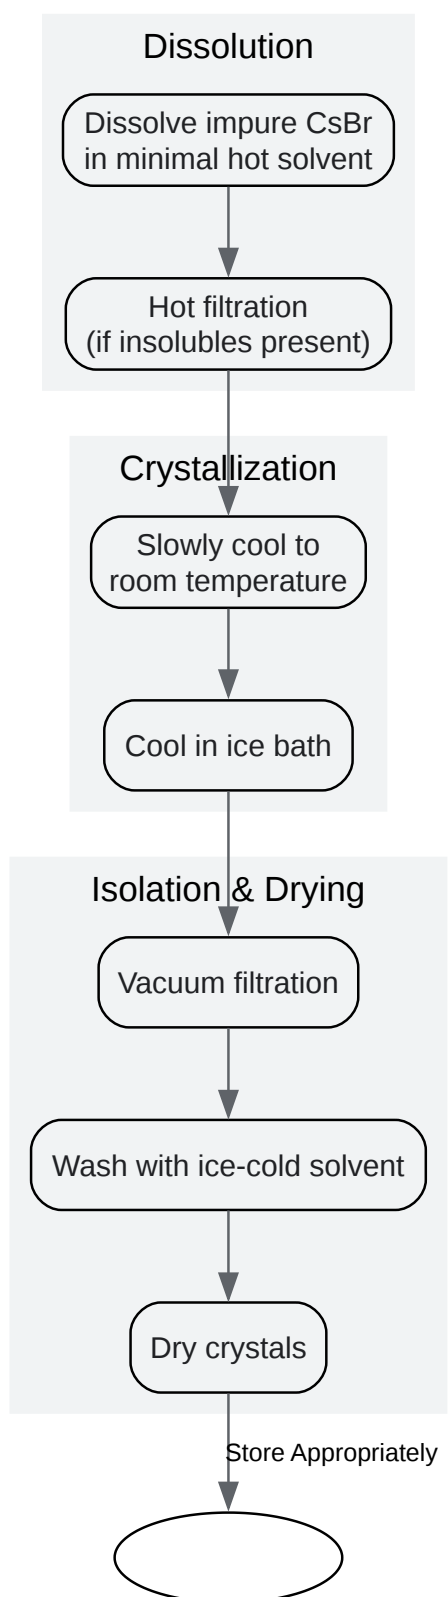 Dissolution
Dissolve impure CsBr
in minimal hot solvent
Hot filtration
(if insolubles present)
Crystallization
Slowly cool to
room temperature
Cool in ice bath
Isolation & Drying
Vacuum filtration
Wash with ice-cold solvent
Dry crystals
Store Appropriately